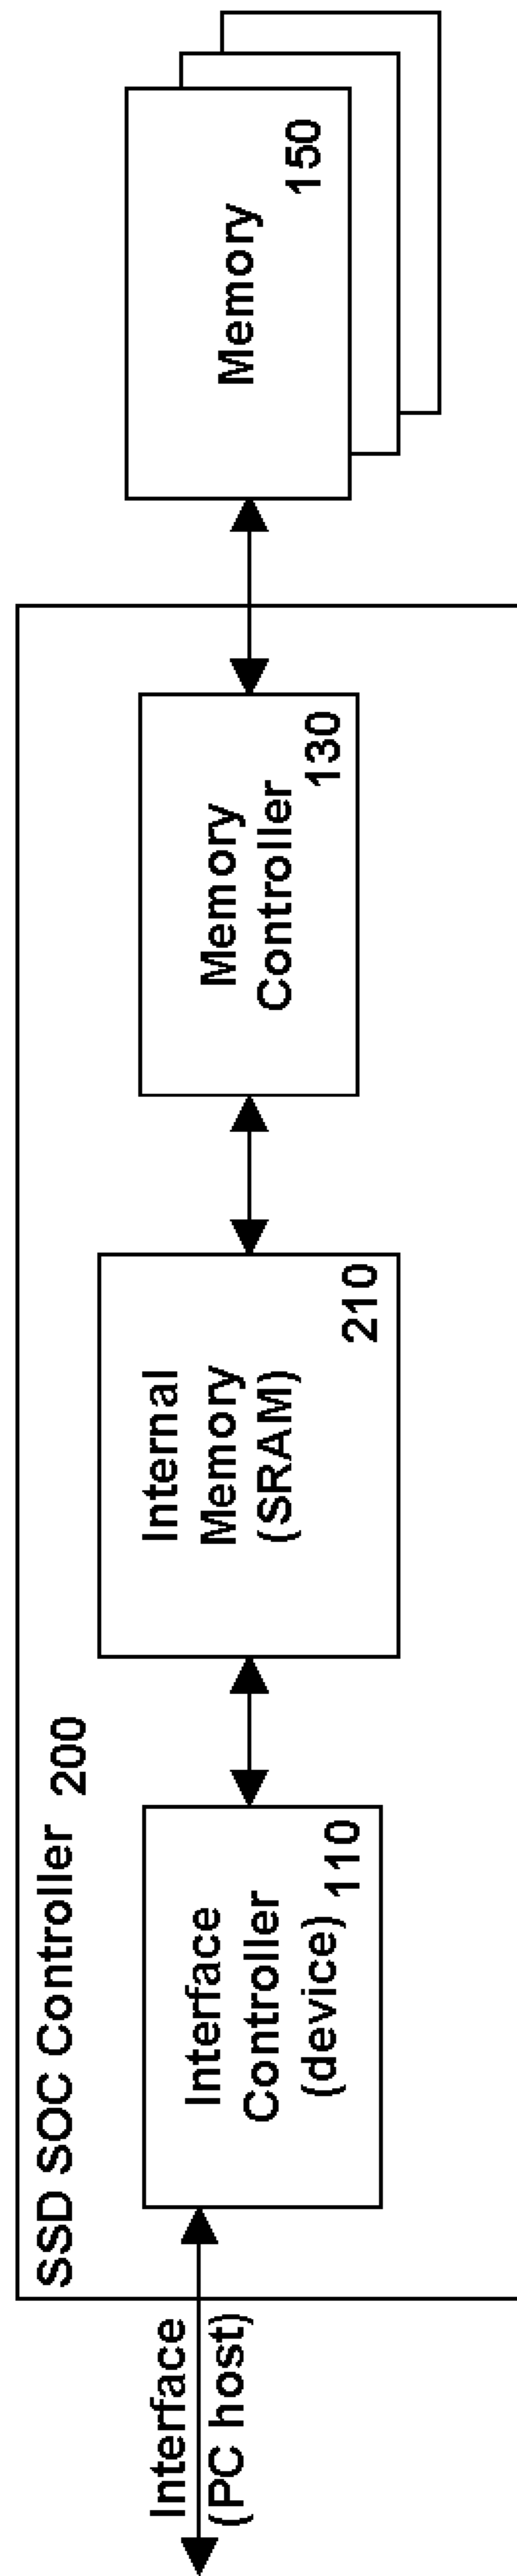 SSD SOC Controller 200
Interface
(PC host)
Interface
Controller
(device)
110
Internal
Memory
(SRAM)
210
Memory
Controller
130
Memory
150